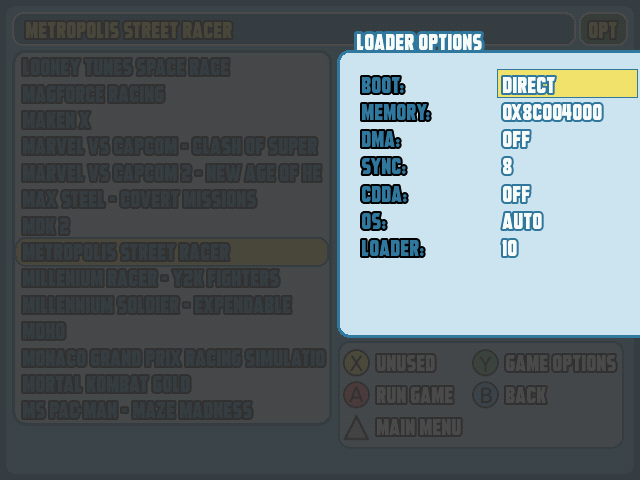 METROPOLIS STREET RACER
OPT
LOADER OPTIONS
BOOT: DIRECT
MEMORY: 0X8C004000
DMA: OFF
SYNC: 8
CDDA: OFF
OS: AUTO
LOADER: 10
LOONEY TUNES SPACE RACE
MAGFORCE RACING
MAKEN X
MARVEL VS CAPCOM - CLASH OF SUPER
MARVEL VS CAPCOM 2 - NEW AGE OF HE
MAX STEEL - COVERT MISSIONS
MDK 2
METROPOLIS STREET RACER
MILLENIUM RACER - Y2K FIGHTERS
MILLENNIUM SOLDIER - EXPENDABLE
MOHO
MONACO GRAND PRIX RACING SIMULATIO
MORTAL KOMBAT GOLD
MS PAC MAN - MAZE MADNESS
X UNUSED
Y GAME OPTIONS
A RUN GAME
B BACK
MAIN MENU